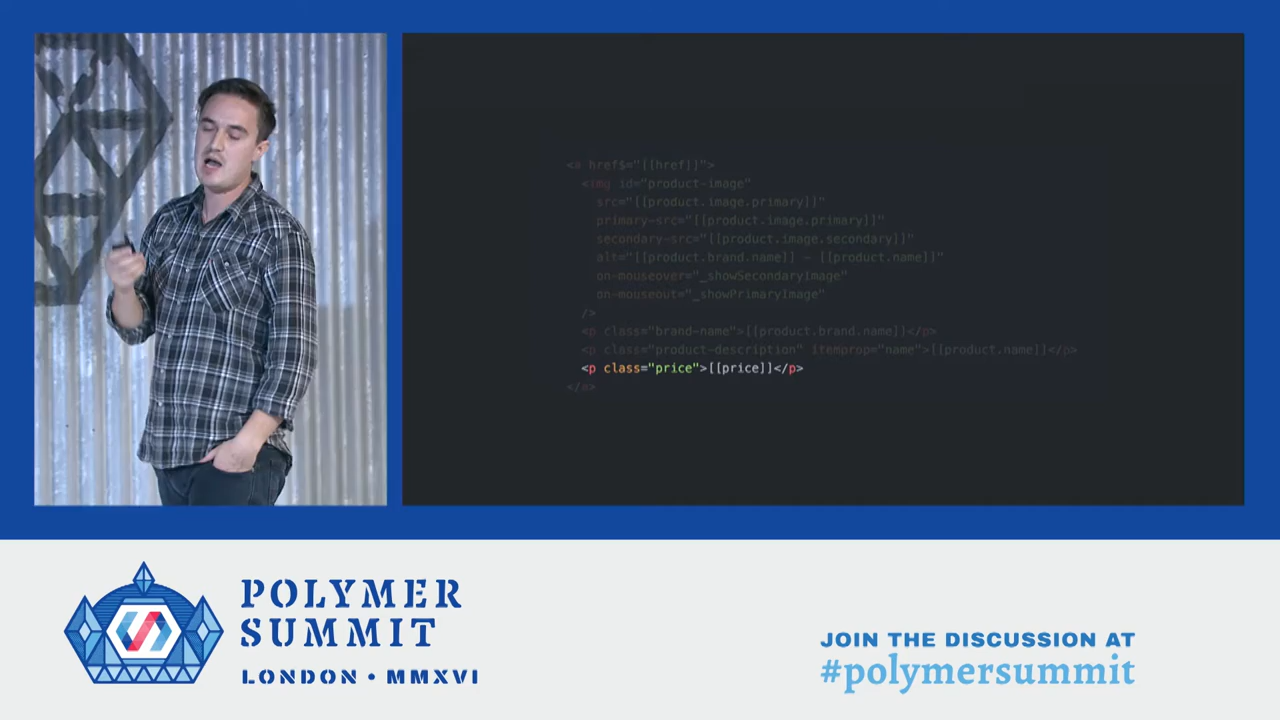 <a href$="[[href]]">
<img id="product-image"
src="[[product.image.primary]]"
primary-src="[[product.image.primary]]"
secondary-src="[[product.image.secondary]]"
alt="[[product.brand.name]] – [[product.name]]"
on-mouseover="_showSecondaryImage"
on-mouseout="_showPrimaryImage"
/>
<p class="brand-name">[[product.brand.name]]</p>
<p class="product-description" itemprop="name">[[product.name]]</p>
<p class="price">[[price]]</p>
</a>
POLYMER
SUMMIT
LONDON • MMXVI
JOIN THE DISCUSSION AT
#polymersummit